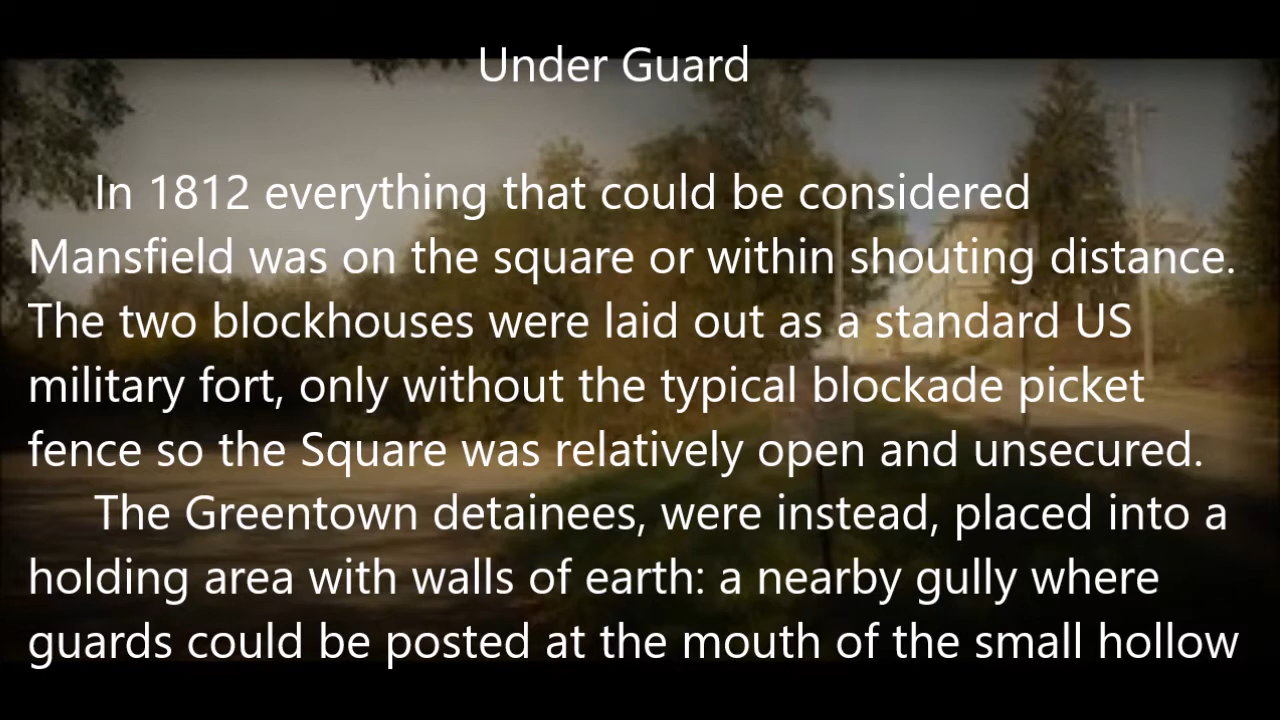 Under Guard
In 1812 everything that could be considered
Mansfield was on the square or within shouting distance.
The two blockhouses were laid out as a standard US
military fort, only without the typical blockade picket
fence so the Square was relatively open and unsecured.
The Greentown detainees, were instead, placed into a
holding area with walls of earth: a nearby gully where
guards could be posted at the mouth of the small hollow